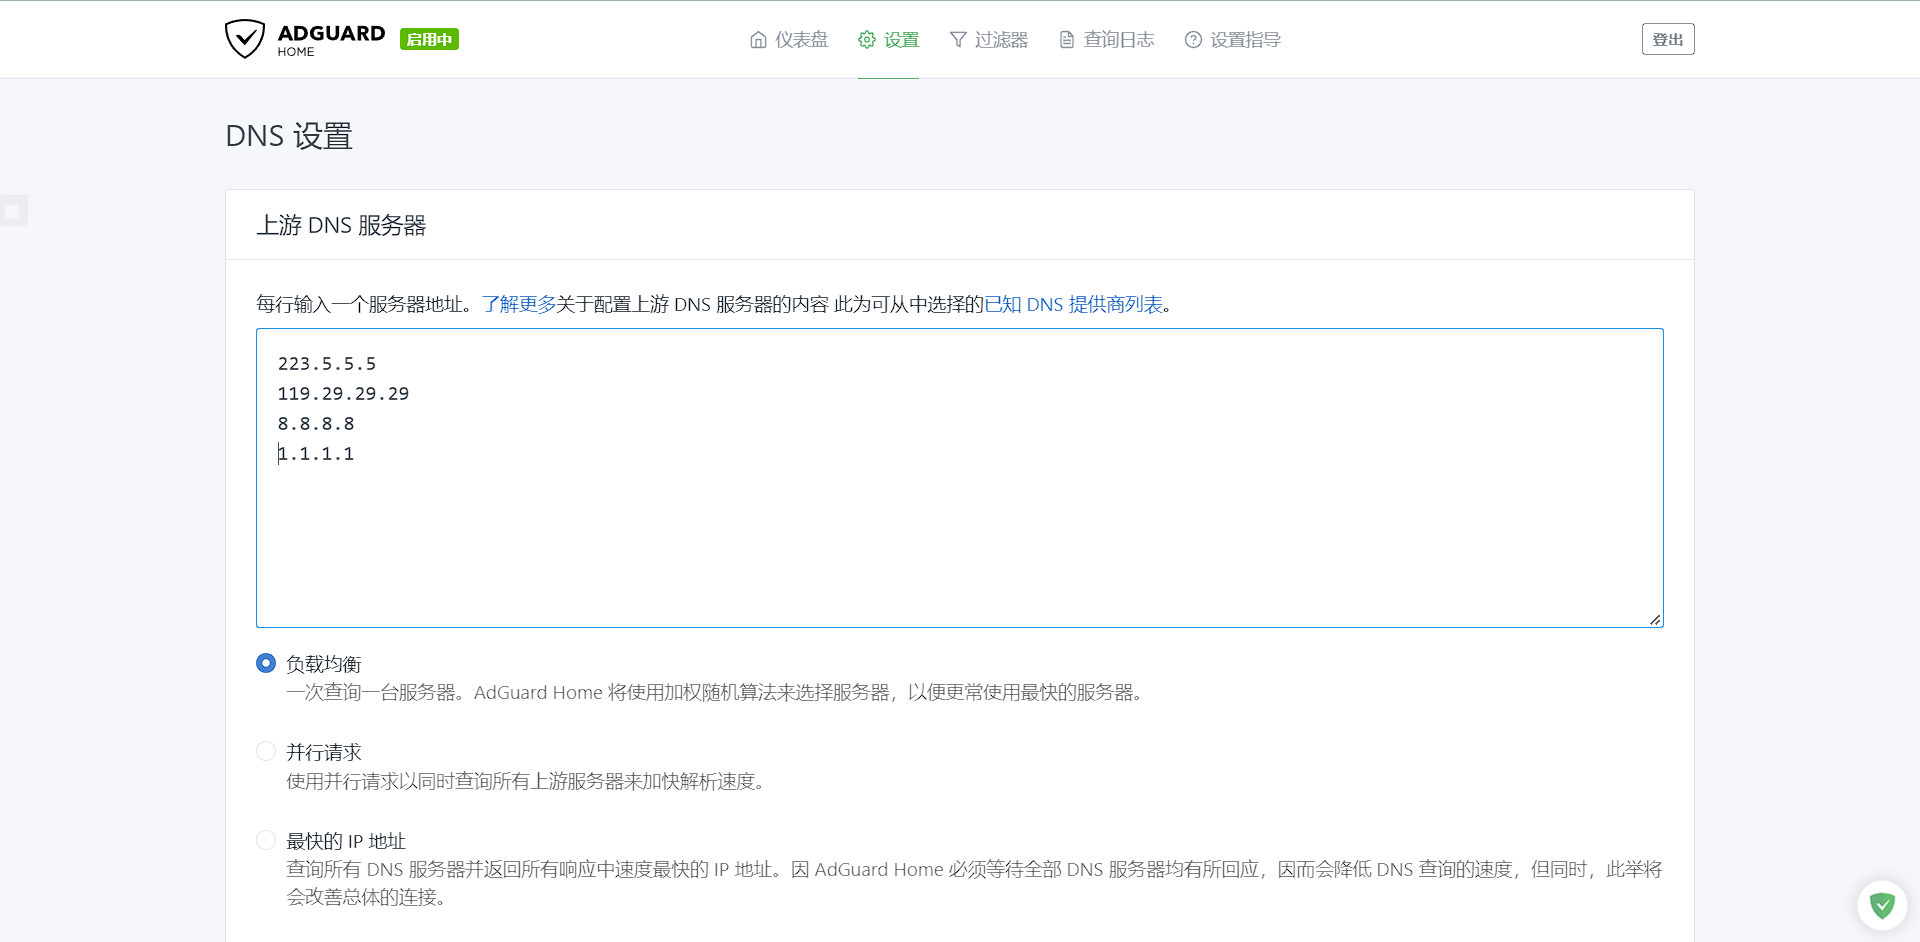 ADGUARD
HOME
启用中
仪表盘
设置
过滤器
查询日志
设置指导
登出
DNS 设置
上游 DNS 服务器
每行输入一个服务器地址。了解更多关于配置上游 DNS 服务器的内容 此为可从中选择的已知 DNS 提供商列表。
223.5.5.5
119.29.29.29
8.8.8.8
1.1.1.1
负载均衡
一次查询一台服务器。AdGuard Home 将使用加权随机算法来选择服务器，以便更常使用最快的服务器。
并行请求
使用并行请求以同时查询所有上游服务器来加快解析速度。
最快的 IP 地址
查询所有 DNS 服务器并返回所有响应中速度最快的 IP 地址。因 AdGuard Home 必须等待全部 DNS 服务器均有所回应，因而会降低 DNS 查询的速度，但同时，此举将
会改善总体的连接。